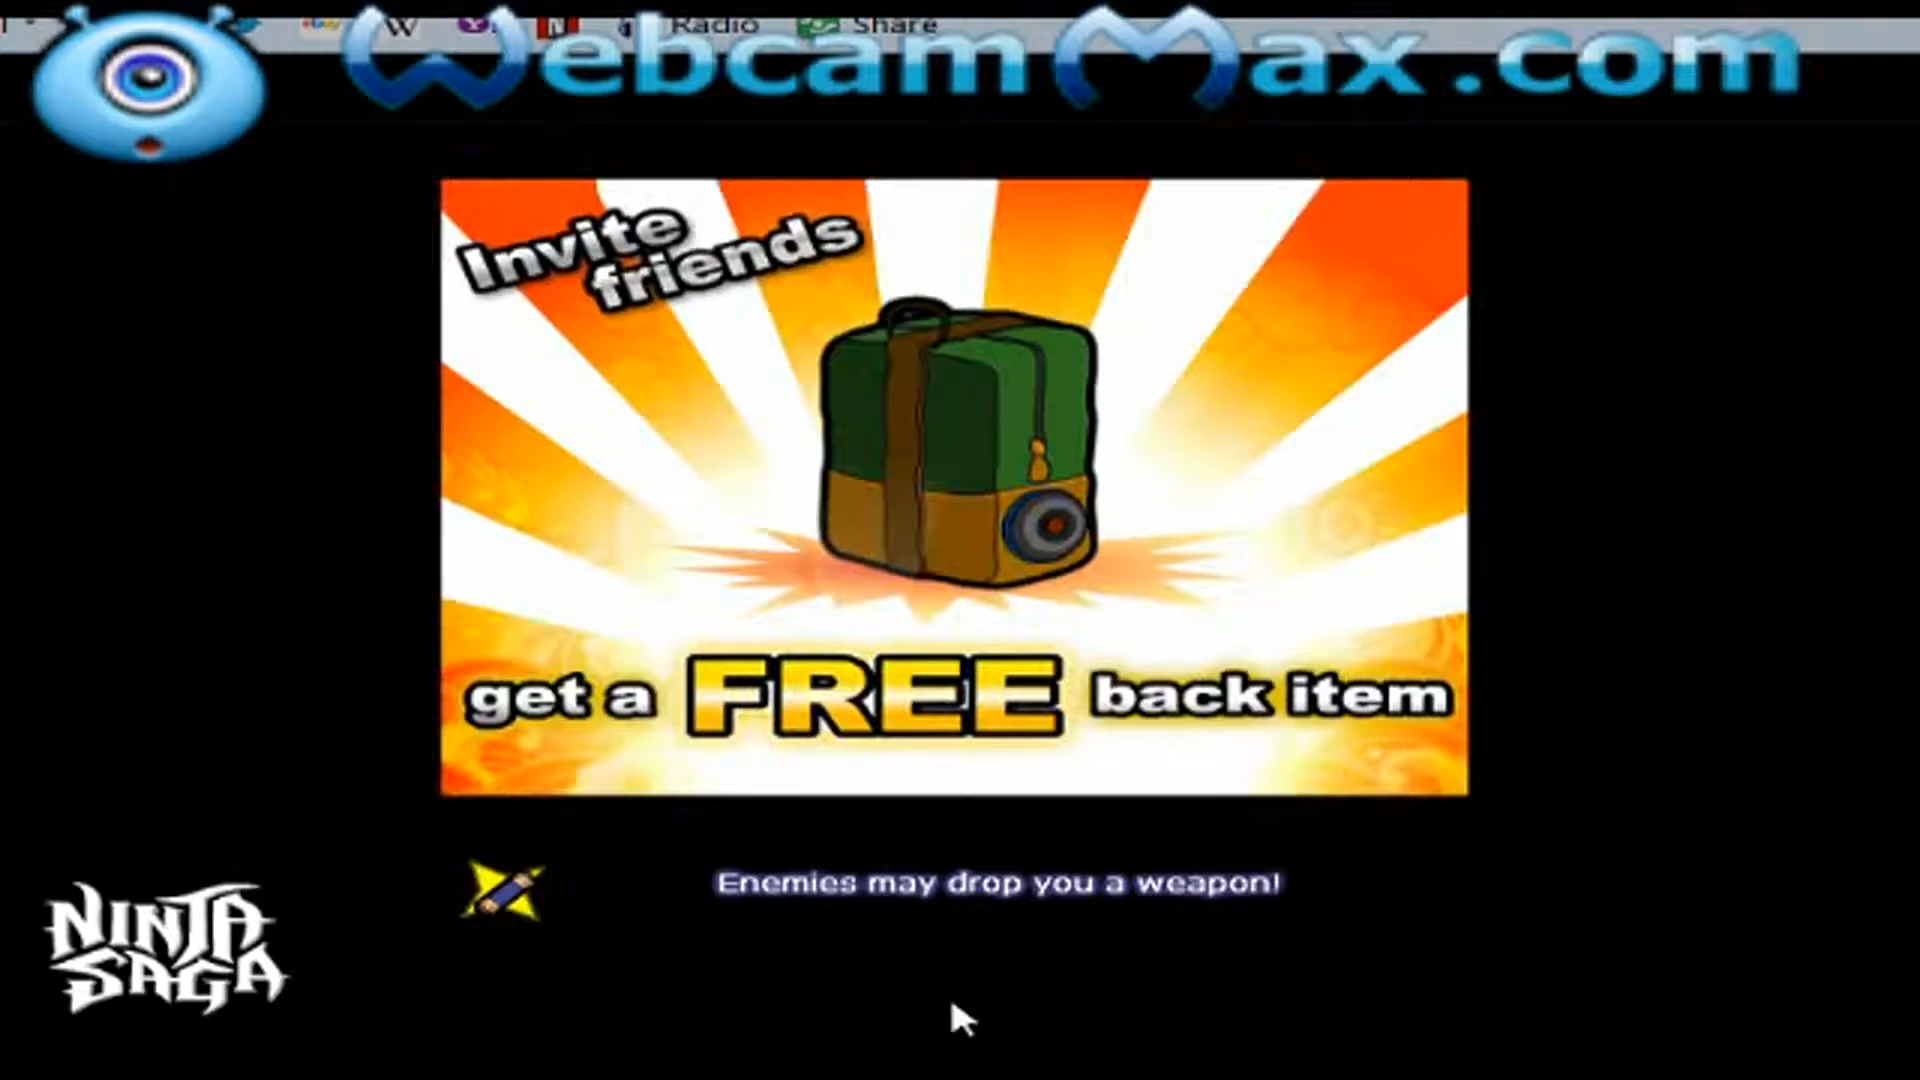 W Radio Share
WebcamMax.com
Invite
friends
get a FREE back item
Enemies may drop you a weapon!
NINJA
SAGA